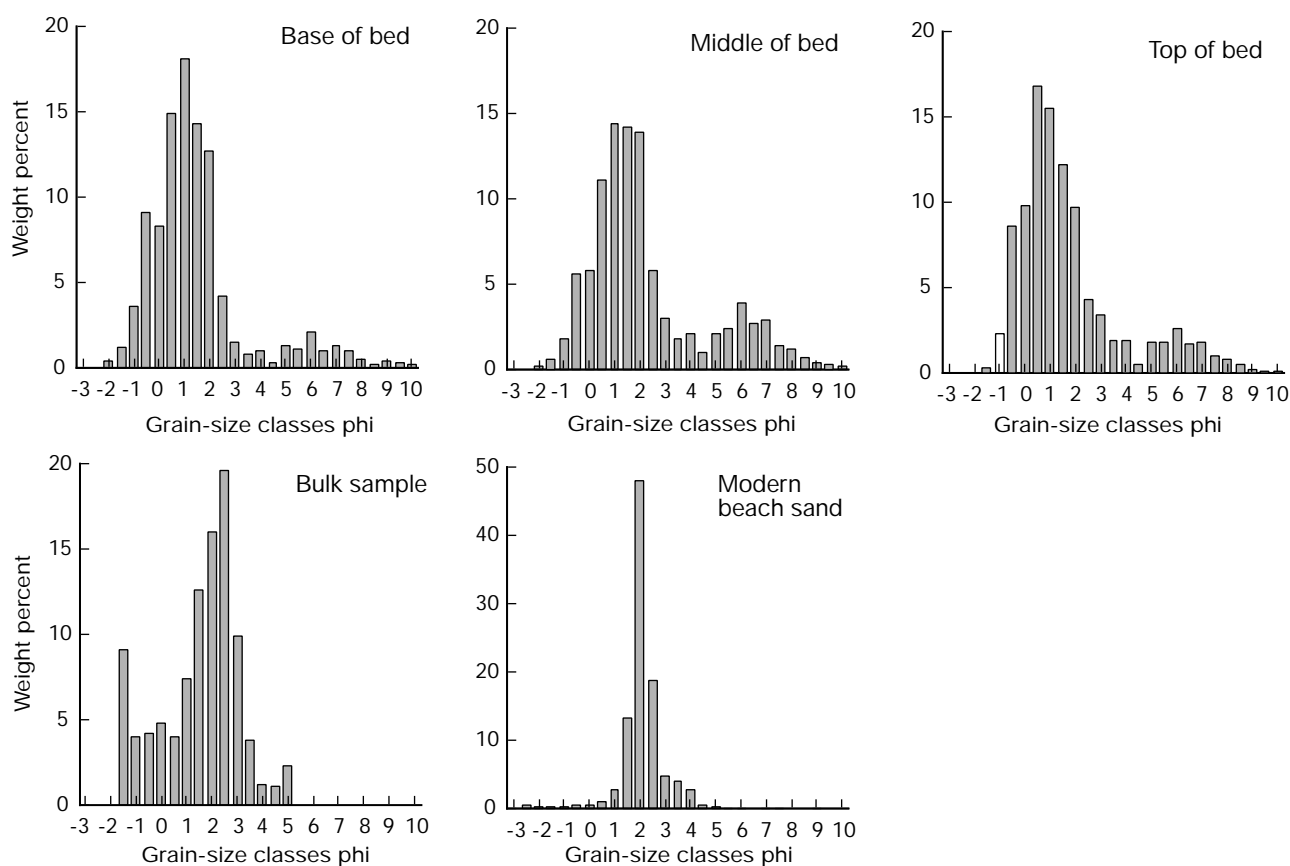 Base of bed
Weight percent
20
15
10
5
0
-3 -2 -1 0 1 2 3 4 5 6 7 8 9 10
Grain-size classes phi
Middle of bed
20
15
10
5
0
-3 -2 -1 0 1 2 3 4 5 6 7 8 9 10
Grain-size classes phi
Top of bed
20
15
10
5
0
-3 -2 -1 0 1 2 3 4 5 6 7 8 9 10
Grain-size classes phi
Bulk sample
Weight percent
20
15
10
5
0
-3 -2 -1 0 1 2 3 4 5 6 7 8 9 10
Grain-size classes phi
Modern
beach sand
50
40
30
20
10
0
-3 -2 -1 0 1 2 3 4 5 6 7 8 9 10
Grain-size classes phi